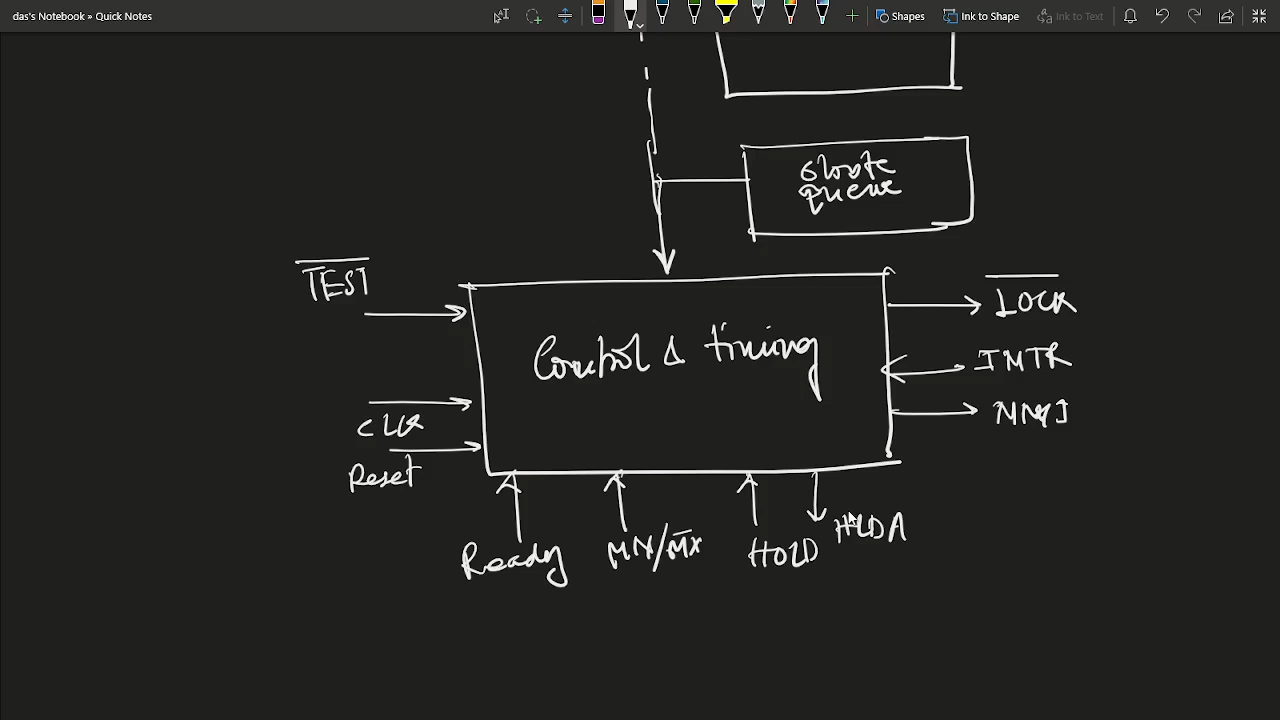 das's Notebook » Quick Notes
Shapes
Ink to Shape
Ink to Text
6 byte
queue
TEST
Control & timing
LOCK
INTR
NMI
CLK
Reset
Ready
MN/MX
HOLD
HLDA